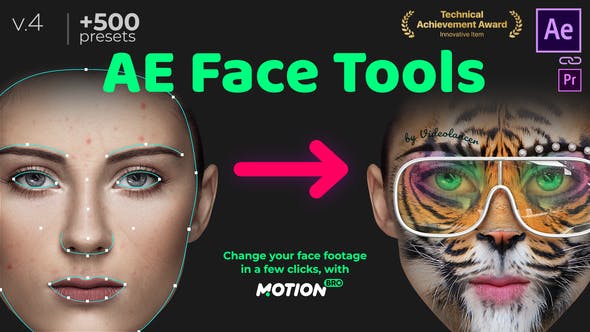 v.4
+500
presets
Technical
Achievement Award
Innovative Item
Ae
Pr
AE Face Tools
by Videolancer
Change your face footage
in a few clicks, with
MOTION BRO